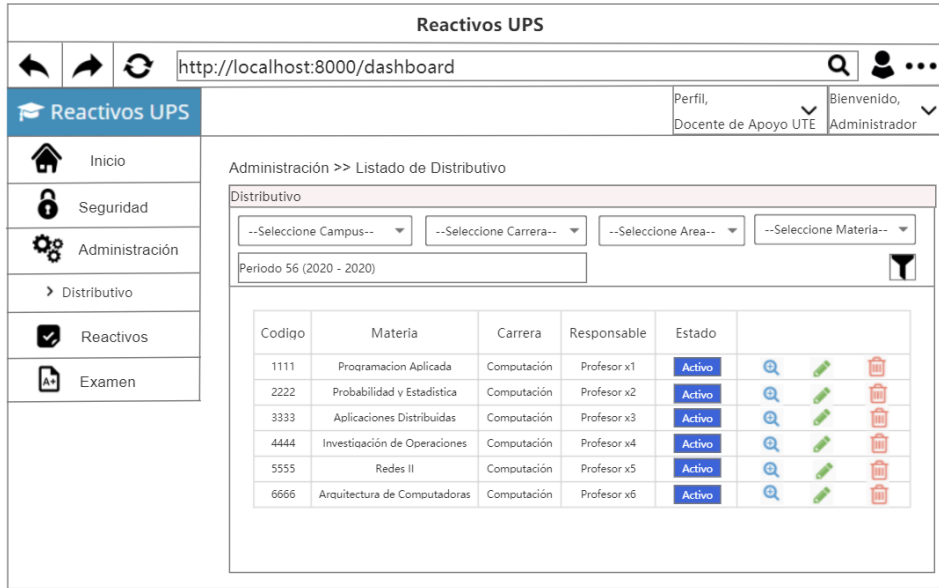 Reactivos UPS
http://localhost:8000/dashboard
Reactivos UPS
Perfil,
Docente de Apoyo UTE
Bienvenido,
Administrador
Inicio
Seguridad
Administración
Distributivo
Reactivos
A+
Examen
Administración >> Listado de Distributivo
Distributivo
--Seleccione Campus-- --Seleccione Carrera-- --Seleccione Area-- --Seleccione Materia--
Periodo 56 (2020 - 2020)
Codigo Materia Carrera Responsable Estado
1111 Programacion Aplicada Computación Profesor x1 Activo
2222 Probabilidad y Estadistica Computación Profesor x2 Activo
3333 Aplicaciones Distribuidas Computación Profesor x3 Activo
4444 Investigación de Operaciones Computación Profesor x4 Activo
5555 Redes II Computación Profesor x5 Activo
6666 Arquitectura de Computadoras Computación Profesor x6 Activo